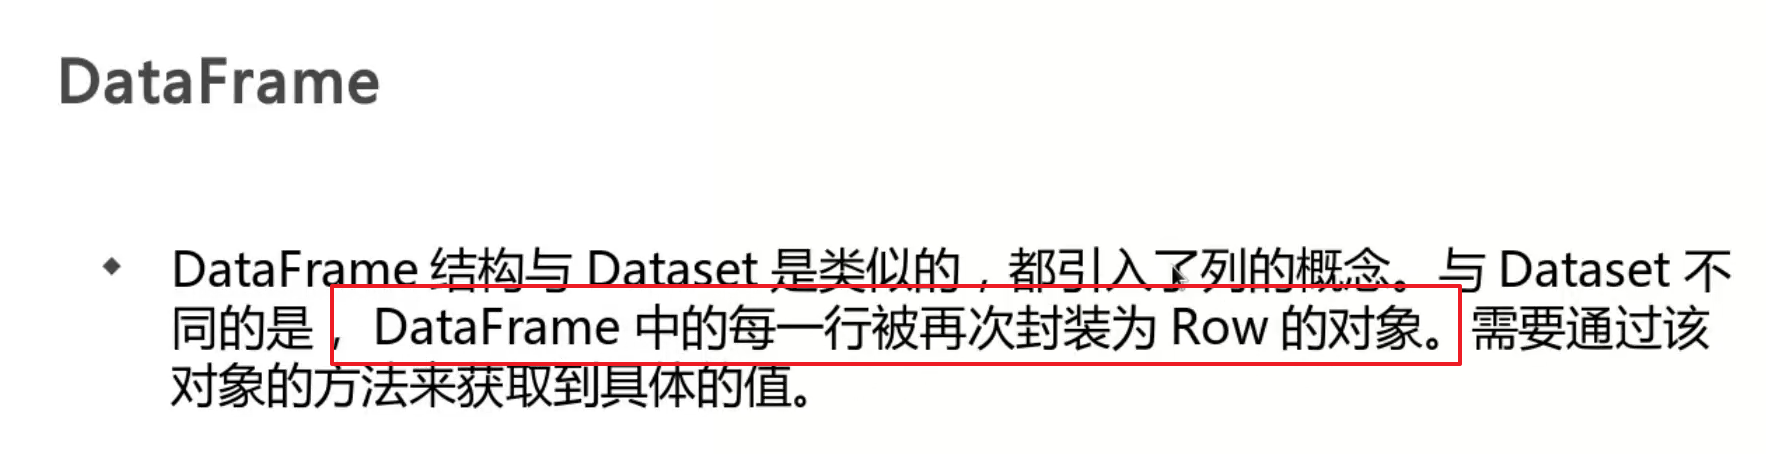 DataFrame
DataFrame 结构与 Dataset 是类似的，都引入了列的概念。与 Dataset 不
同的是， DataFrame 中的每一行被再次封装为 Row 的对象。需要通过该
对象的方法来获取到具体的值。